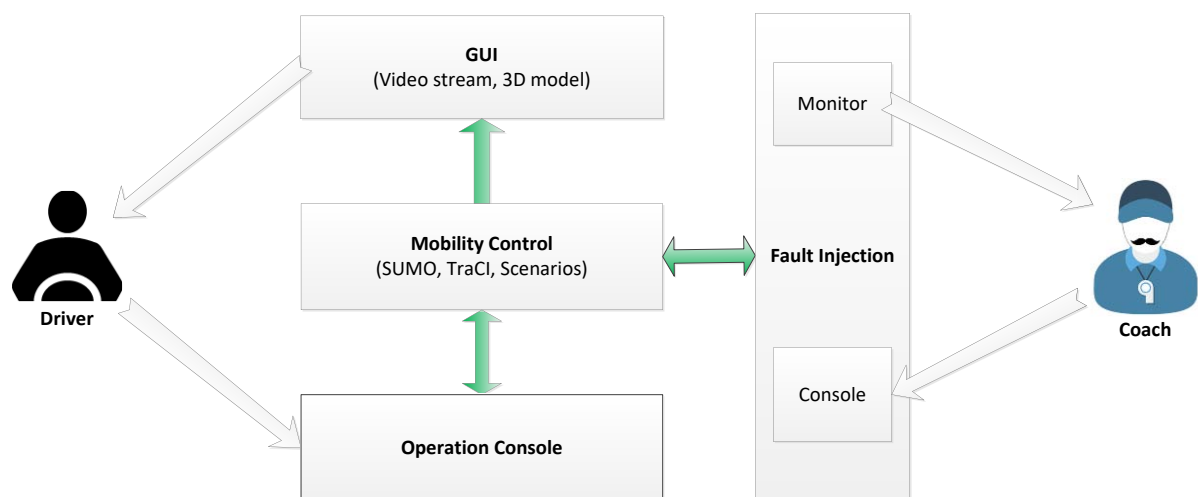 GUI
(Video stream, 3D model)
Monitor
Mobility Control
(SUMO, TraCI, Scenarios)
Fault Injection
Driver
Coach
Console
Operation Console